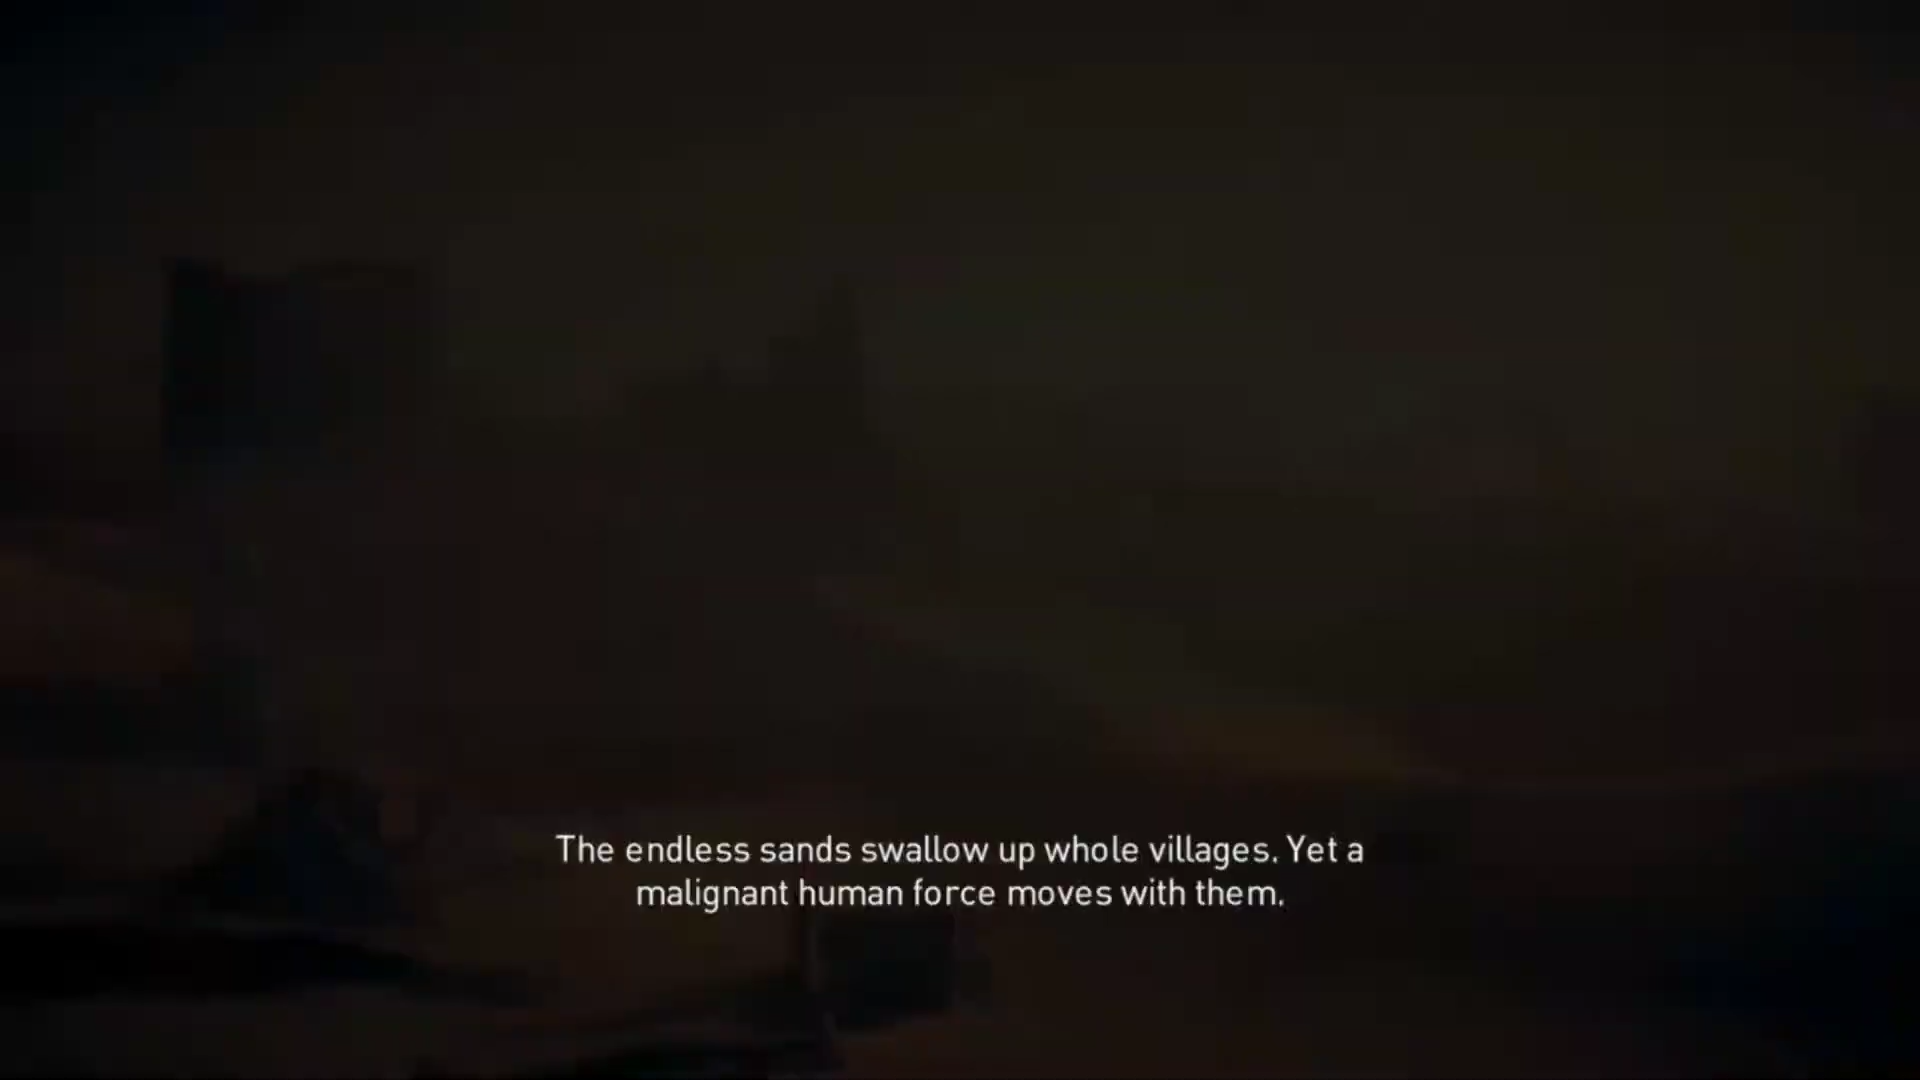 The endless sands swallow up whole villages. Yet a
malignant human force moves with them.